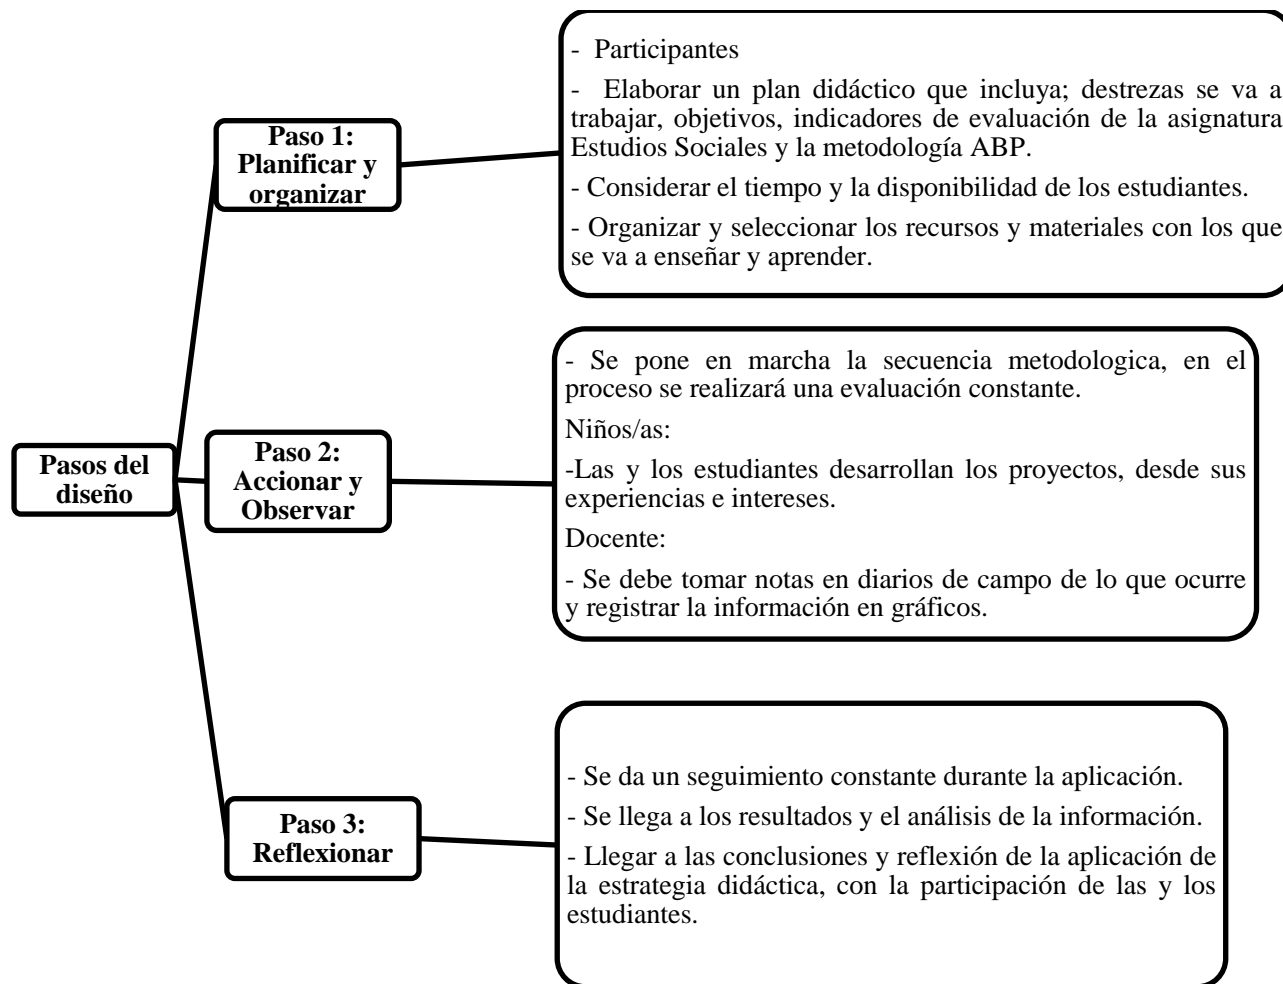 Pasos del
diseño
Paso 1:
Planificar y
organizar
- Participantes
- Elaborar un plan didáctico que incluya; destrezas se va a
trabajar, objetivos, indicadores de evaluación de la asignatura
Estudios Sociales y la metodología ABP.
- Considerar el tiempo y la disponibilidad de los estudiantes.
- Organizar y seleccionar los recursos y materiales con los que
se va a enseñar y aprender.
Paso 2:
Accionar y
Observar
- Se pone en marcha la secuencia metodologica, en el
proceso se realizará una evaluación constante.
Niños/as:
-Las y los estudiantes desarrollan los proyectos, desde sus
experiencias e intereses.
Docente:
- Se debe tomar notas en diarios de campo de lo que ocurre
y registrar la información en gráficos.
Paso 3:
Reflexionar
- Se da un seguimiento constante durante la aplicación.
- Se llega a los resultados y el análisis de la información.
- Llegar a las conclusiones y reflexión de la aplicación de
la estrategia didáctica, con la participación de las y los
estudiantes.